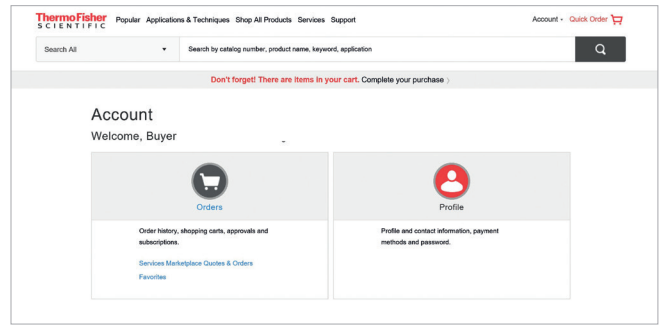 ThermoFisher
SCIENTIFIC
Popular Applications & Techniques Shop All Products Services Support
Account Quick Order
Search All
Search by catalog number, product name, keyword, application
Don't forget! There are items in your cart. Complete your purchase
Account
Welcome, Buyer
Orders
Order history, shopping carts, approvals and
subscriptions.
Services Marketplace Quotes & Orders
Favorites
Profile
Profile and contact information, payment
methods and password.